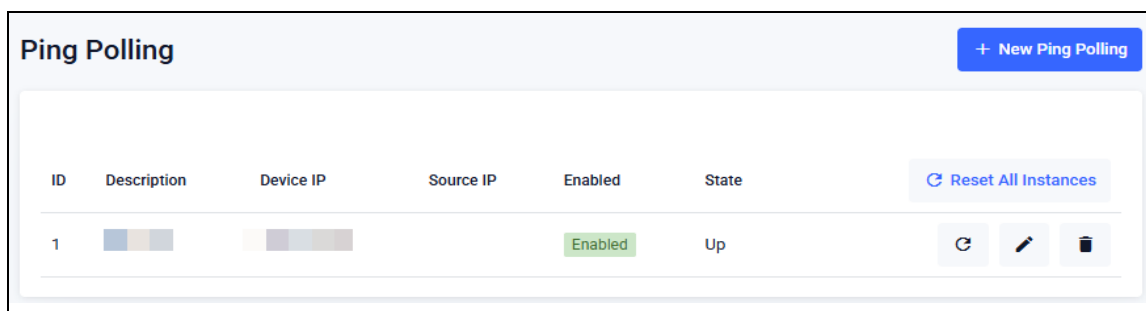 Ping Polling
+ New Ping Polling
ID Description Device IP Source IP Enabled State Reset All Instances
1 Enabled Up